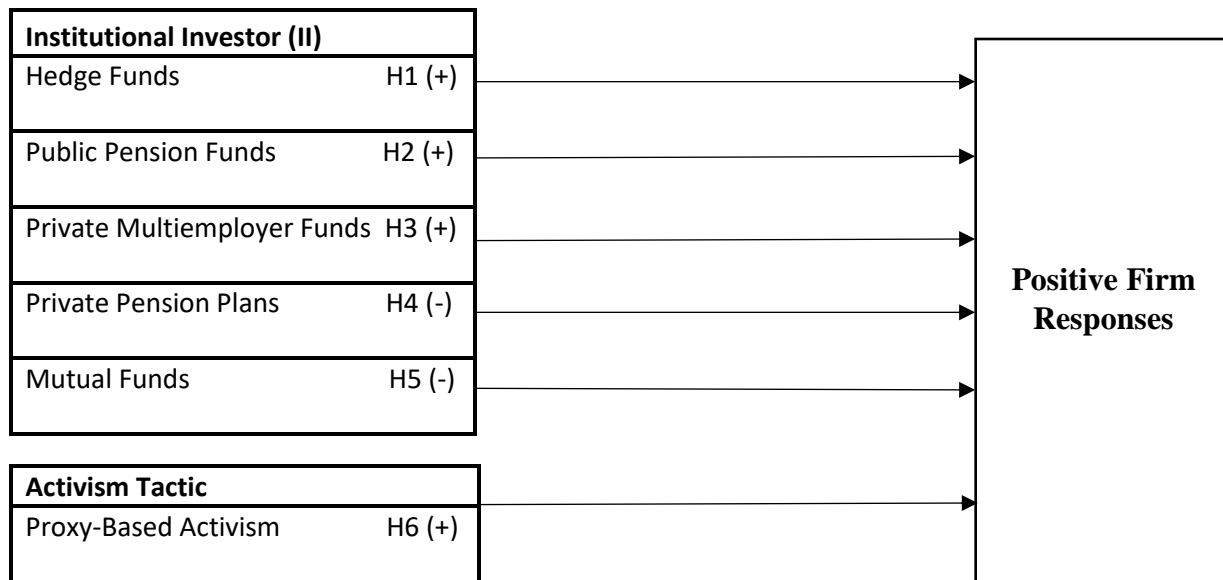 Institutional Investor (II)
Hedge Funds H1 (+)
Public Pension Funds H2 (+)
Private Multiemployer Funds H3 (+)
Private Pension Plans H4 (-)
Mutual Funds H5 (-)
Activism Tactic
Proxy-Based Activism H6 (+)
Positive Firm
Responses